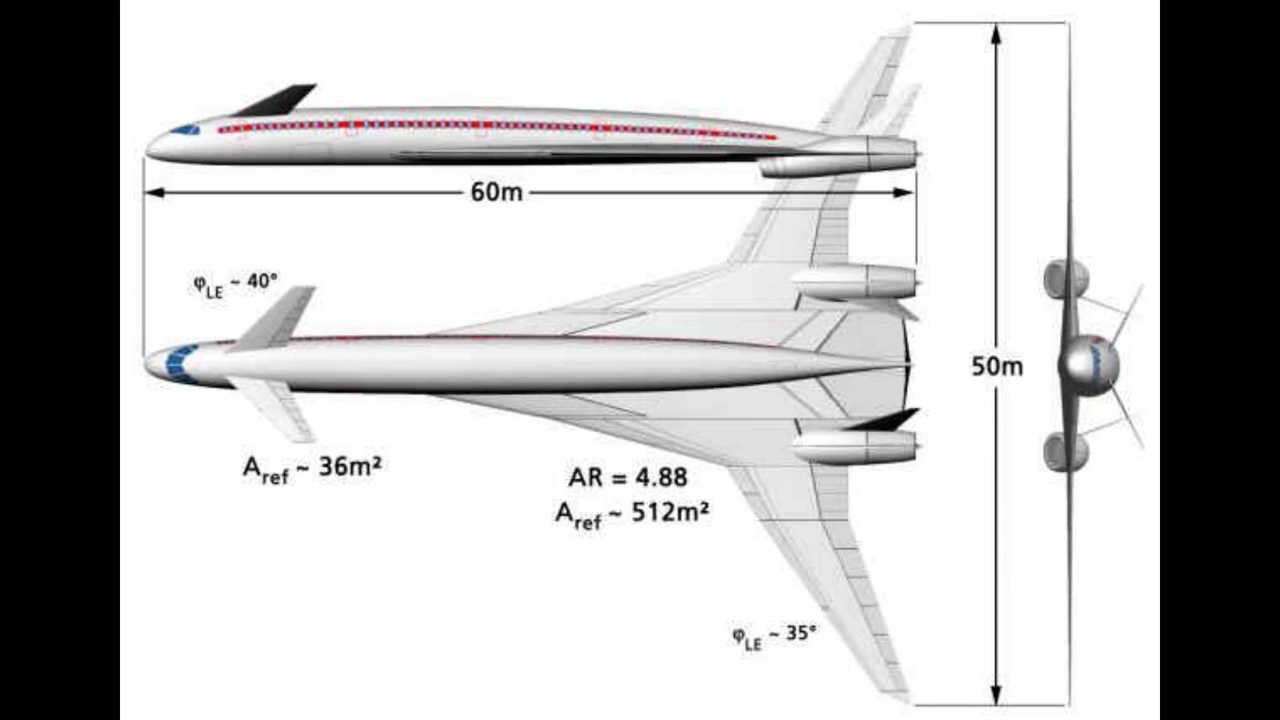 60m
φLE ~ 40°
50m
Aref ~ 36m²
AR = 4.88
Aref ~ 512m²
φLE ~ 35°